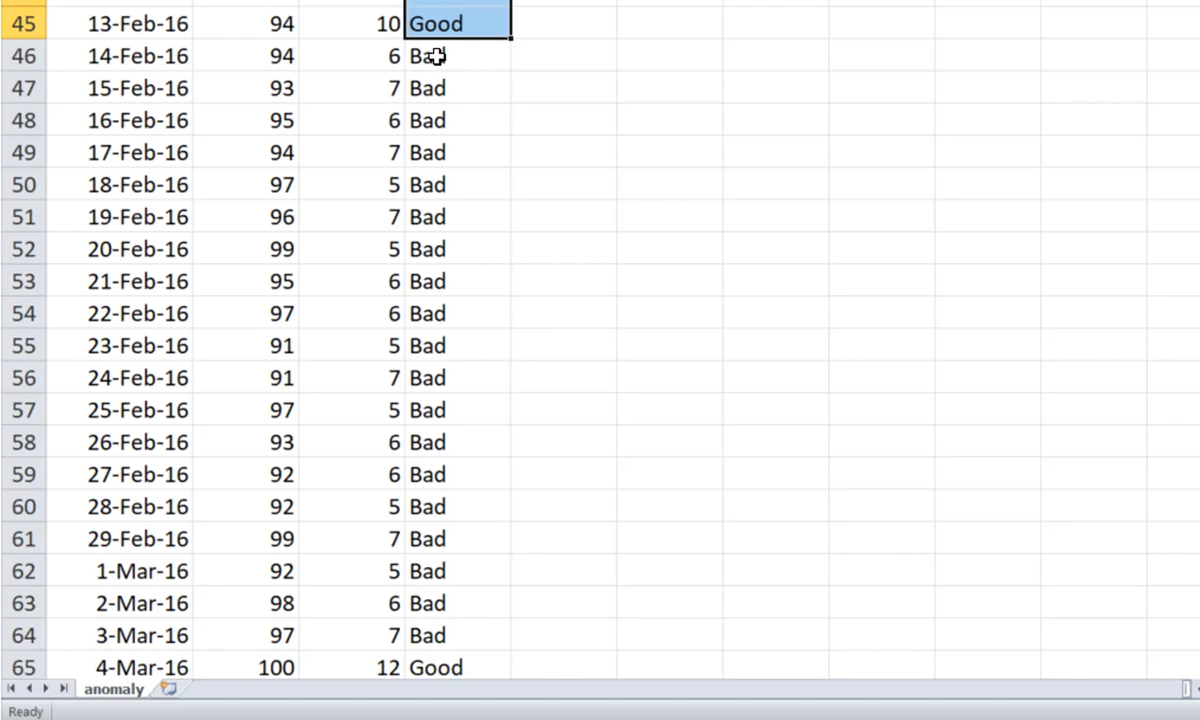 45 13-Feb-16 94 10 Good
46 14-Feb-16 94 6 Bad
47 15-Feb-16 93 7 Bad
48 16-Feb-16 95 6 Bad
49 17-Feb-16 94 7 Bad
50 18-Feb-16 97 5 Bad
51 19-Feb-16 96 7 Bad
52 20-Feb-16 99 5 Bad
53 21-Feb-16 95 6 Bad
54 22-Feb-16 97 6 Bad
55 23-Feb-16 91 5 Bad
56 24-Feb-16 91 7 Bad
57 25-Feb-16 97 5 Bad
58 26-Feb-16 93 6 Bad
59 27-Feb-16 92 6 Bad
60 28-Feb-16 92 5 Bad
61 29-Feb-16 99 7 Bad
62 1-Mar-16 92 5 Bad
63 2-Mar-16 98 6 Bad
64 3-Mar-16 97 7 Bad
65 4-Mar-16 100 12 Good
anomaly
Ready